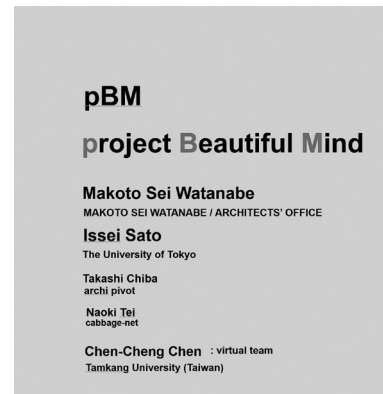 pBM
project Beautiful Mind
Makoto Sei Watanabe
MAKOTO SEI WATANABE / ARCHITECTS' OFFICE
Issei Sato
The University of Tokyo
Takashi Chiba
archi pivot
Naoki Tei
cabbage-net
Chen-Cheng Chen : virtual team
Tamkang University (Taiwan)